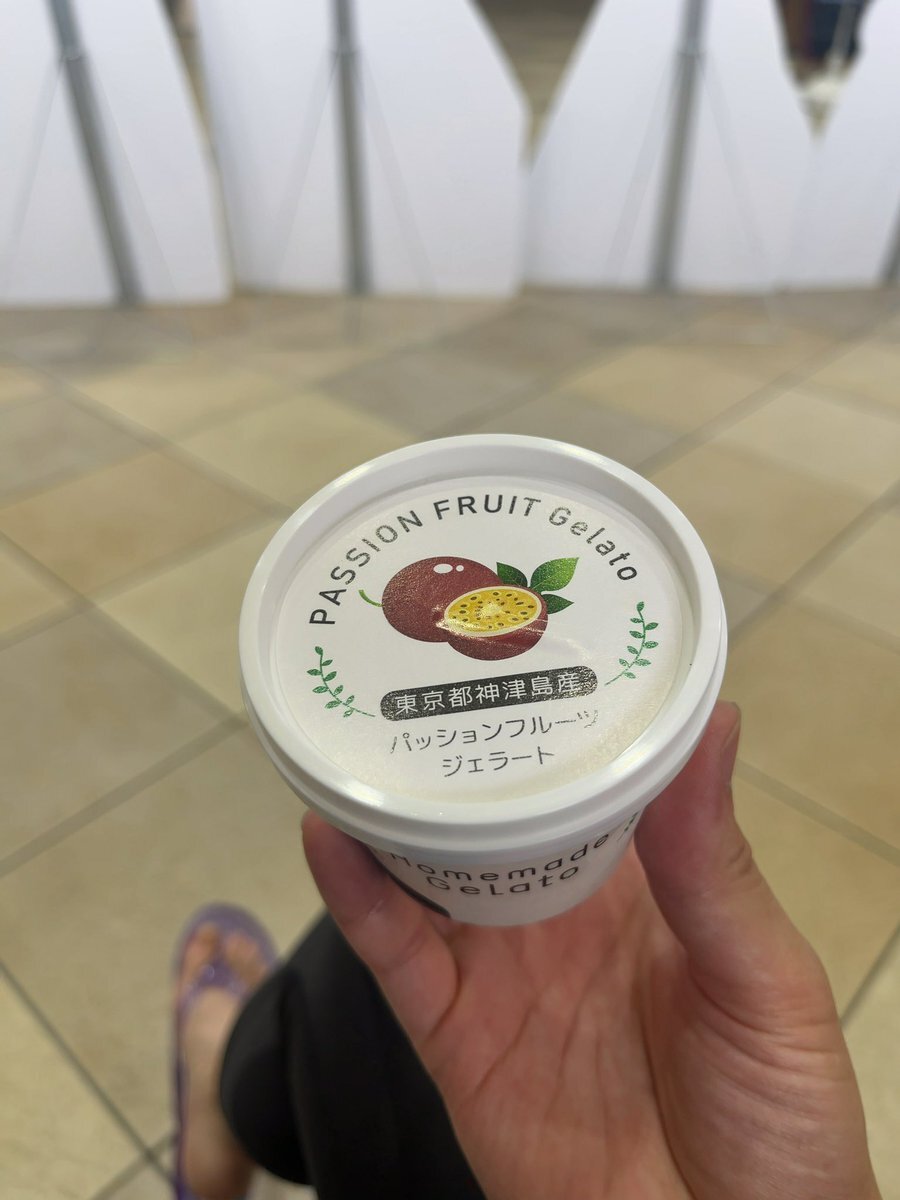 PASSION FRUIT Gelato
東京都神津島産
パッションフルーツ
ジェラート
Homemade
GeLato